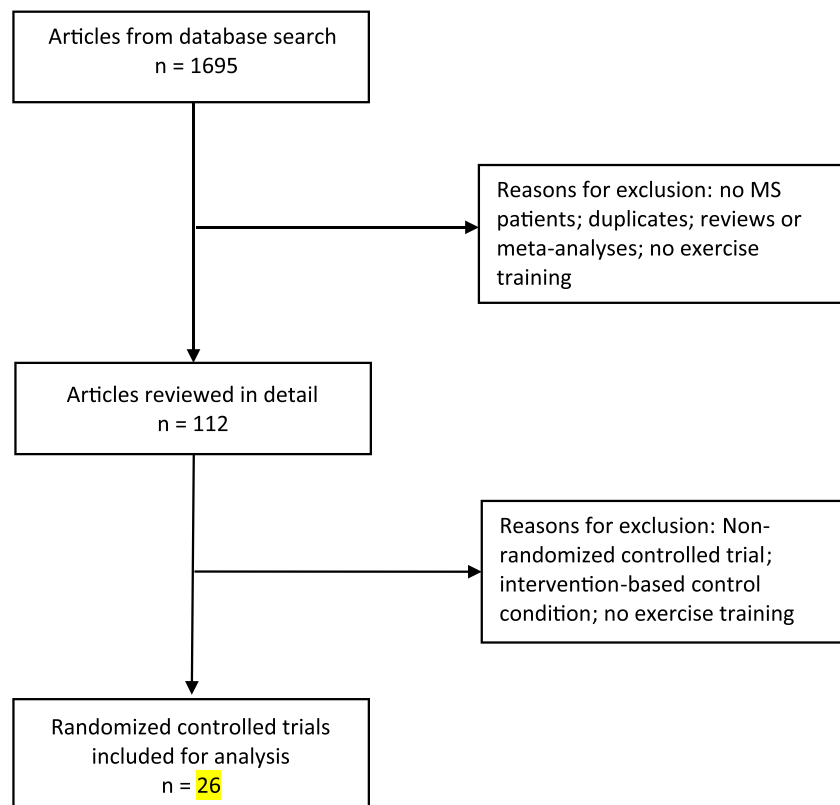 Articles from database search
n = 1695
Reasons for exclusion: no MS
patients; duplicates; reviews or
meta-analyses; no exercise
training
Articles reviewed in detail
n = 112
Reasons for exclusion: Non-
randomized controlled trial;
intervention-based control
condition; no exercise training
Randomized controlled trials
included for analysis
n = 26